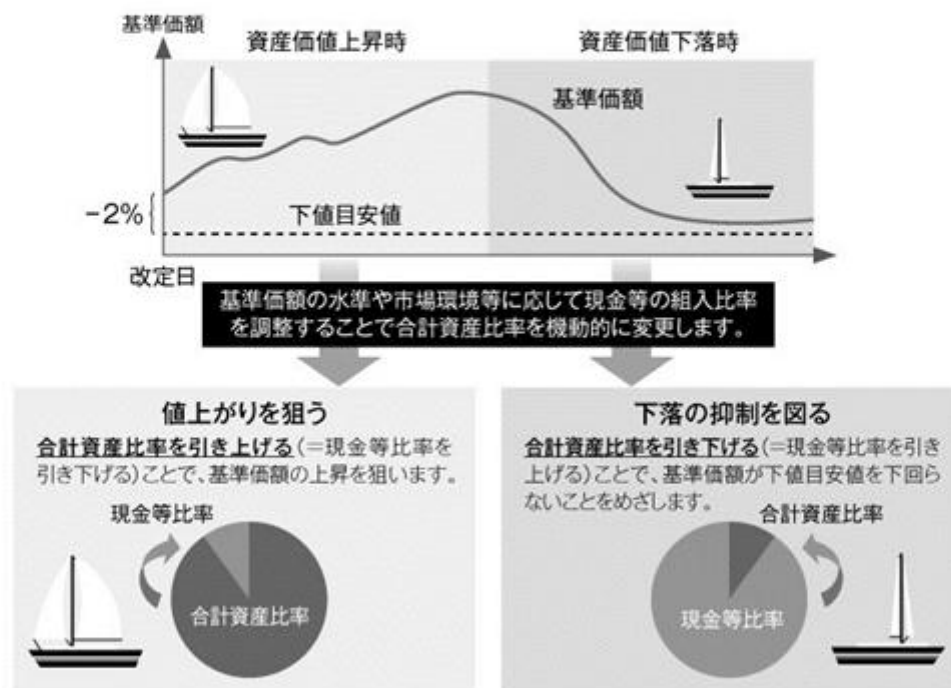 基準価額
資産価値上昇時
資産価値下落時
基準価額
-2%
下値目安値
改定日
基準価額の水準や市場環境等に応じて現金等の組入比率
を調整することで合計資産比率を機動的に変更します。
値上がりを狙う
合計資産比率を引き上げる(=現金等比率を
引き下げる)ことで、基準価額の上昇を狙います。
現金等比率
合計資産比率
下落の抑制を図る
合計資産比率を引き下げる(=現金等比率を引き
上げる)ことで、基準価額が下値目安値を下回ら
ないことをめざします。
合計資産比率
現金等比率